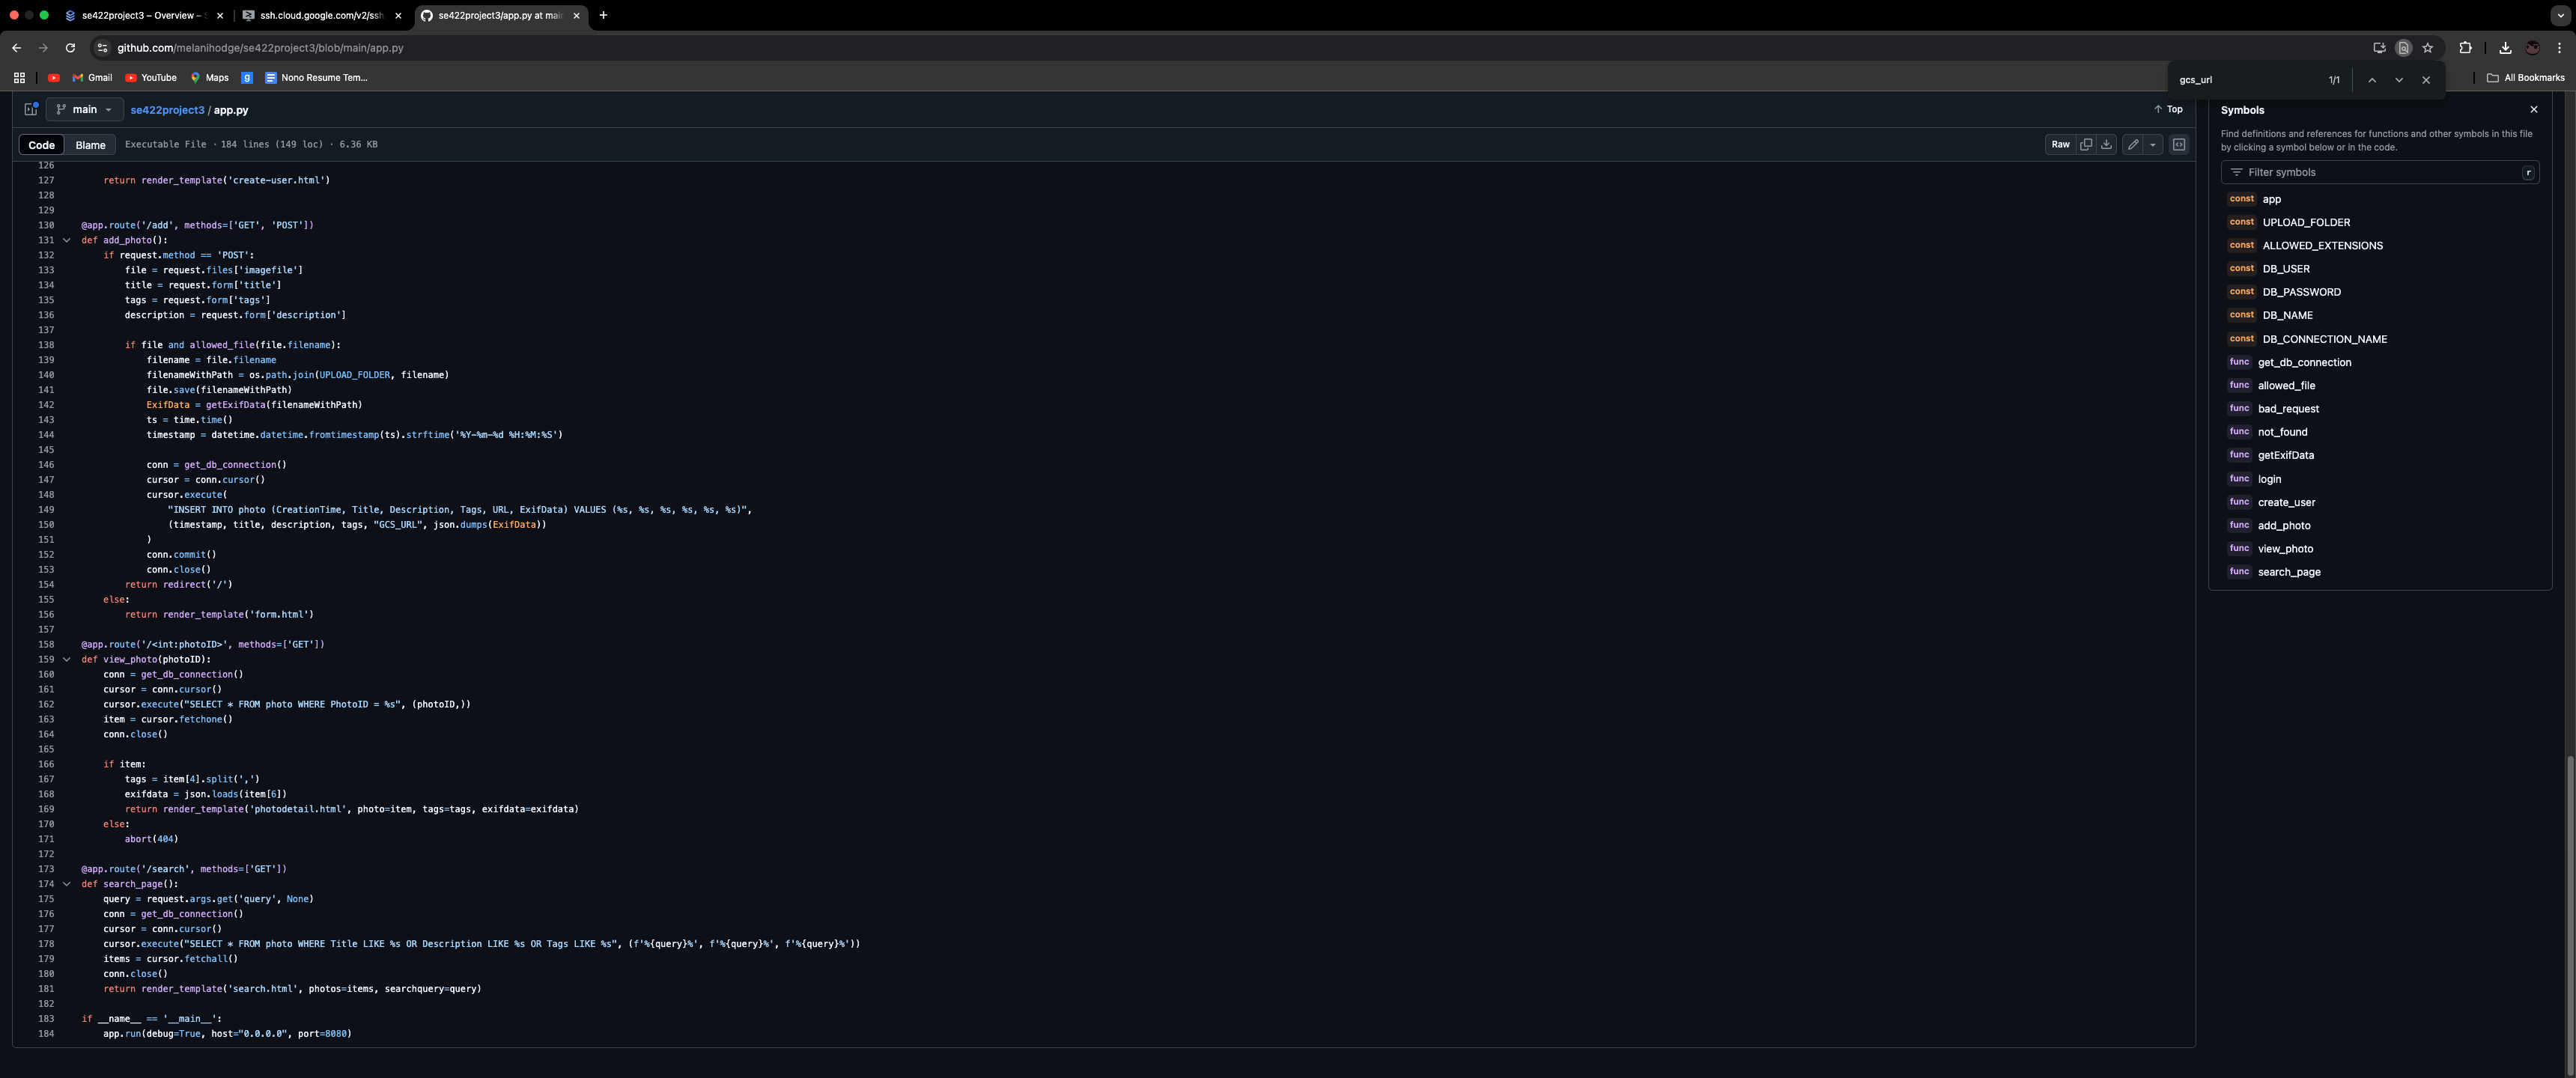 se422project3 – Overview –
ssh.cloud.google.com/v2/ssh
se422project3/app.py at mai
github.com/melanihodge/se422project3/blob/main/app.py
Gmail
YouTube
Maps
g
Nono Resume Tem...
All Bookmarks
gcs_url
1/1
main
se422project3 / app.py
Top
Code
Blame
Executable File · 184 lines (149 loc) · 6.36 KB
Raw
126
127 return render_template('create-user.html')
128
129
130 @app.route('/add', methods=['GET', 'POST'])
131 def add_photo():
132 if request.method == 'POST':
133 file = request.files['imagefile']
134 title = request.form['title']
135 tags = request.form['tags']
136 description = request.form['description']
137
138 if file and allowed_file(file.filename):
139 filename = file.filename
140 filenameWithPath = os.path.join(UPLOAD_FOLDER, filename)
141 file.save(filenameWithPath)
142 ExifData = getExifData(filenameWithPath)
143 ts = time.time()
144 timestamp = datetime.datetime.fromtimestamp(ts).strftime('%Y-%m-%d %H:%M:%S')
145
146 conn = get_db_connection()
147 cursor = conn.cursor()
148 cursor.execute(
149 "INSERT INTO photo (CreationTime, Title, Description, Tags, URL, ExifData) VALUES (%s, %s, %s, %s, %s, %s)",
150 (timestamp, title, description, tags, "GCS_URL", json.dumps(ExifData))
151 )
152 conn.commit()
153 conn.close()
154 return redirect('/')
155 else:
156 return render_template('form.html')
157
158 @app.route('/<int:photoID>', methods=['GET'])
159 def view_photo(photoID):
160 conn = get_db_connection()
161 cursor = conn.cursor()
162 cursor.execute("SELECT * FROM photo WHERE PhotoID = %s", (photoID,))
163 item = cursor.fetchone()
164 conn.close()
165
166 if item:
167 tags = item[4].split(',')
168 exifdata = json.loads(item[6])
169 return render_template('photodetail.html', photo=item, tags=tags, exifdata=exifdata)
170 else:
171 abort(404)
172
173 @app.route('/search', methods=['GET'])
174 def search_page():
175 query = request.args.get('query', None)
176 conn = get_db_connection()
177 cursor = conn.cursor()
178 cursor.execute("SELECT * FROM photo WHERE Title LIKE %s OR Description LIKE %s OR Tags LIKE %s", (f'%{query}%', f'%{query}%', f'%{query}%'))
179 items = cursor.fetchall()
180 conn.close()
181 return render_template('search.html', photos=items, searchquery=query)
182
183 if __name__ == '__main__':
184 app.run(debug=True, host="0.0.0.0", port=8080)
Symbols
Find definitions and references for functions and other symbols in this file
by clicking a symbol below or in the code.
Filter symbols
r
const app
const UPLOAD_FOLDER
const ALLOWED_EXTENSIONS
const DB_USER
const DB_PASSWORD
const DB_NAME
const DB_CONNECTION_NAME
func get_db_connection
func allowed_file
func bad_request
func not_found
func getExifData
func login
func create_user
func add_photo
func view_photo
func search_page